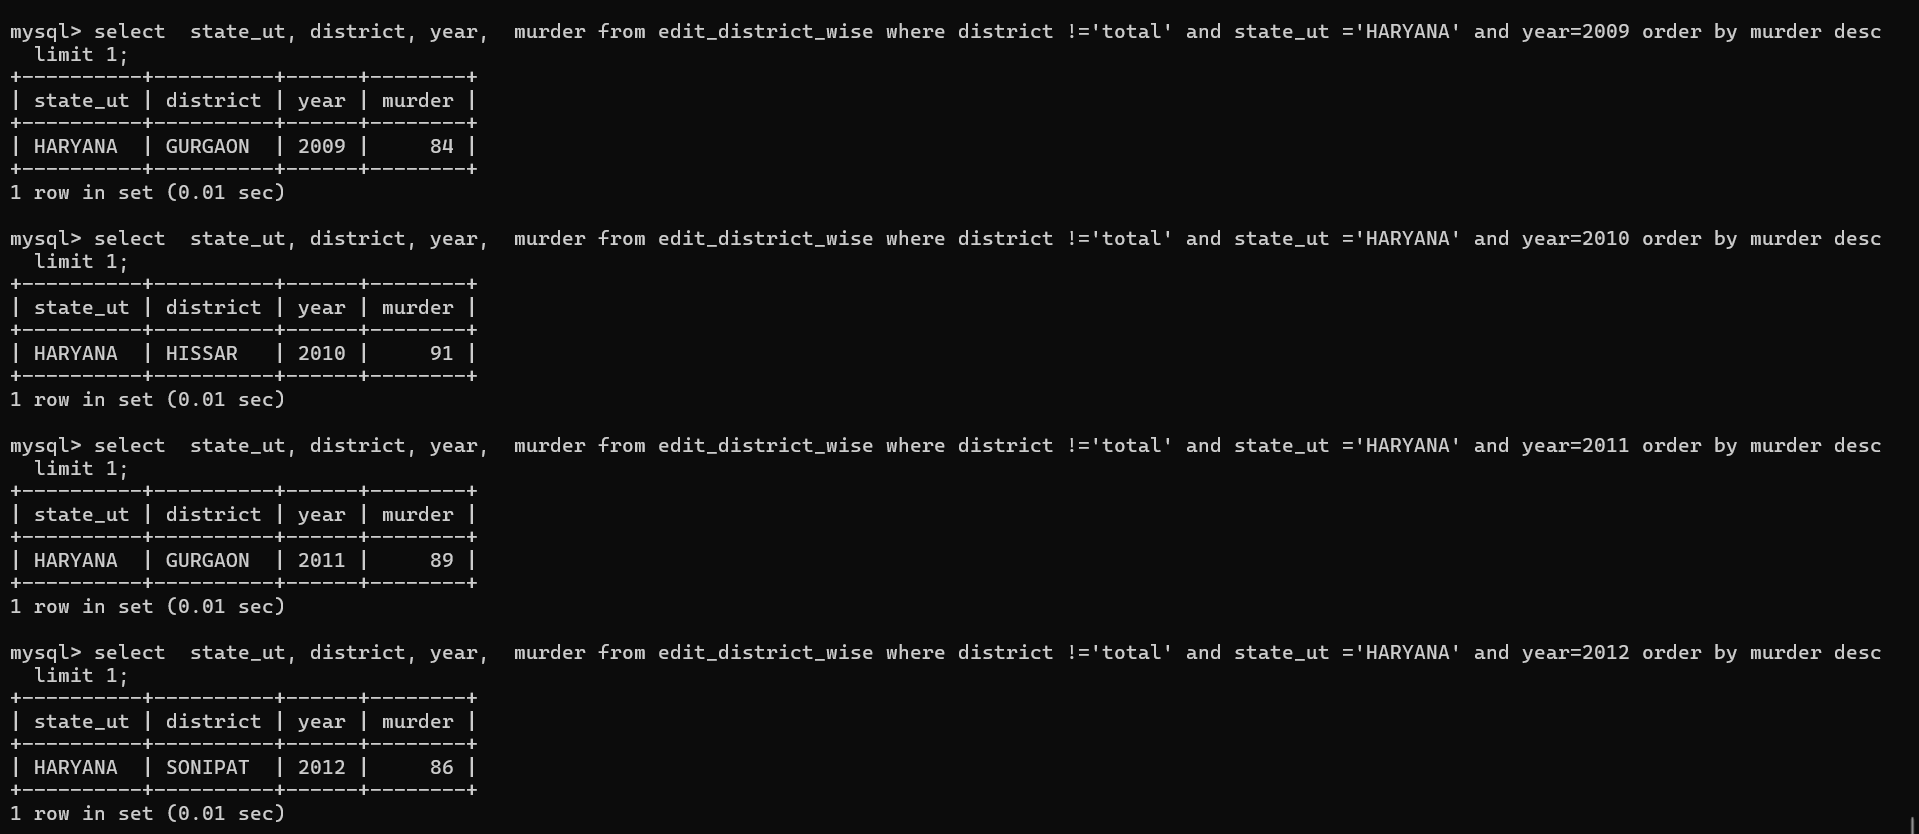 mysql> select  state_ut, district, year,  murder from edit_district_wise where district !='total' and state_ut ='HARYANA' and year=2009 order by murder desc
  limit 1;
+----------+----------+------+--------+
| state_ut | district | year | murder |
+----------+----------+------+--------+
| HARYANA  | GURGAON  | 2009 |     84 |
+----------+----------+------+--------+
1 row in set (0.01 sec)
mysql> select  state_ut, district, year,  murder from edit_district_wise where district !='total' and state_ut ='HARYANA' and year=2010 order by murder desc
  limit 1;
+----------+----------+------+--------+
| state_ut | district | year | murder |
+----------+----------+------+--------+
| HARYANA  | HISSAR   | 2010 |     91 |
+----------+----------+------+--------+
1 row in set (0.01 sec)
mysql> select  state_ut, district, year,  murder from edit_district_wise where district !='total' and state_ut ='HARYANA' and year=2011 order by murder desc
  limit 1;
+----------+----------+------+--------+
| state_ut | district | year | murder |
+----------+----------+------+--------+
| HARYANA  | GURGAON  | 2011 |     89 |
+----------+----------+------+--------+
1 row in set (0.01 sec)
mysql> select  state_ut, district, year,  murder from edit_district_wise where district !='total' and state_ut ='HARYANA' and year=2012 order by murder desc
  limit 1;
+----------+----------+------+--------+
| state_ut | district | year | murder |
+----------+----------+------+--------+
| HARYANA  | SONIPAT  | 2012 |     86 |
+----------+----------+------+--------+
1 row in set (0.01 sec)